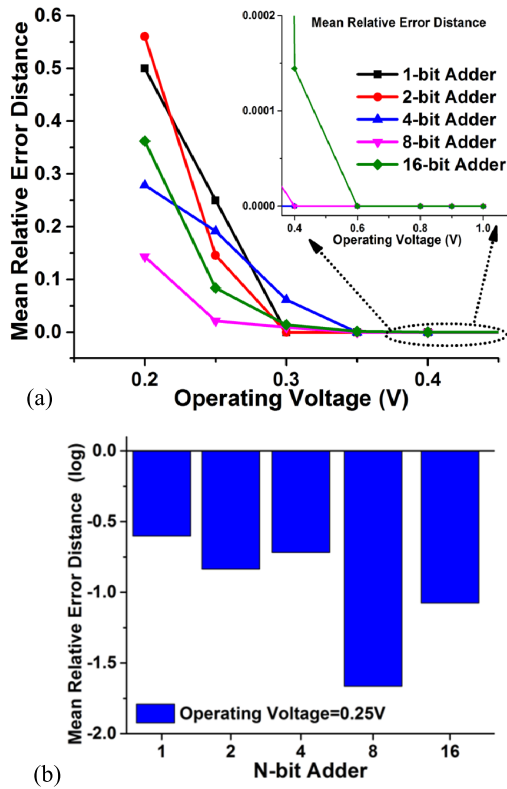 Mean Relative Error Distance
0.6
0.5
0.4
0.3
0.2
0.1
0.0
0.2
0.3
0.4
Operating Voltage (V)
(a)
Mean Relative Error Distance
0.0002
0.0001
0.0000
0.4
0.6
0.8
1.0
Operating Voltage (V)
1-bit Adder
2-bit Adder
4-bit Adder
8-bit Adder
16-bit Adder
Mean Relative Error Distance (log)
0.0
-0.5
-1.0
-1.5
-2.0
Operating Voltage=0.25V
1
2
4
8
16
N-bit Adder
(b)